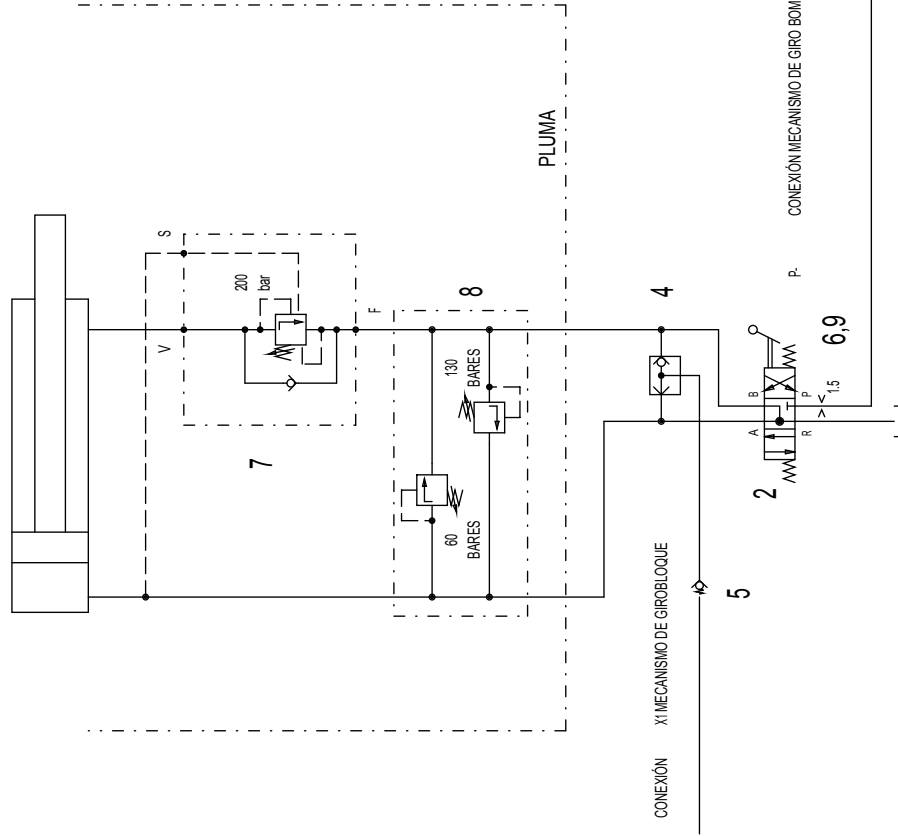 S
200
bar
V
F
7
8
130
BARES
60
BARES
PLUMA
4
5
CONEXIÓN
X1 MECANISMO DE GIROBLOQUE
2
A
B
R
P
< 1.5
<
6,9
P-
CONEXIÓN MECANISMO DE GIRO BOM